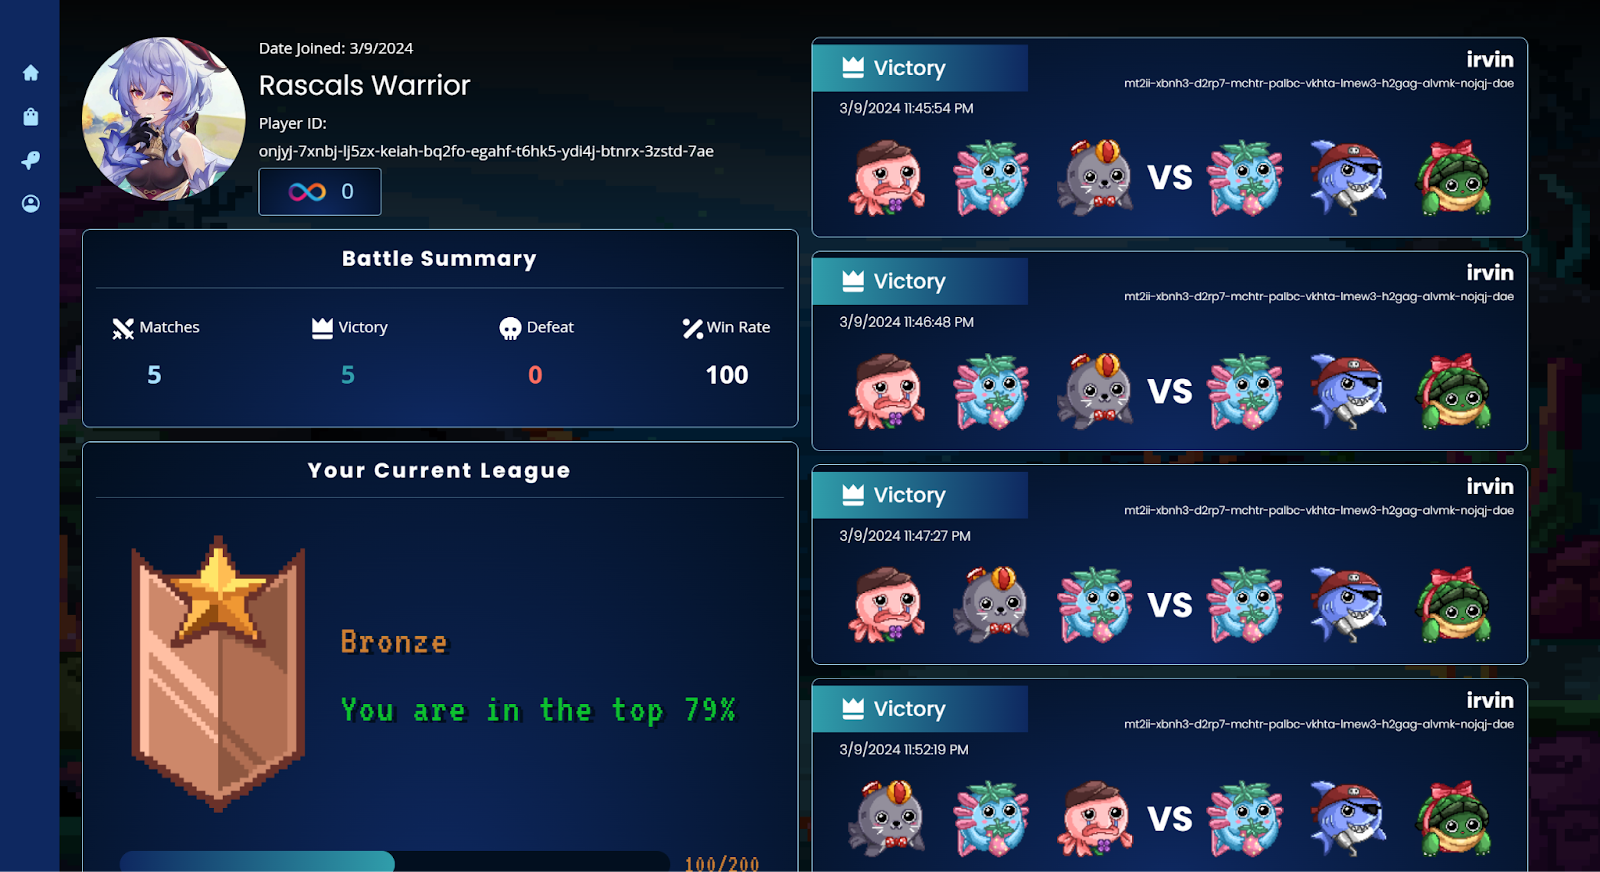 Date Joined: 3/9/2024
Rascals Warrior
Player ID:
onjyj-7xnbj-lj5zx-keiah-bq2fo-egahf-t6hk5-ydi4j-btnrx-3zstd-7ae
0
Battle Summary
Matches Victory Defeat Win Rate
5 5 0 100
Your Current League
Bronze
You are in the top 79%
100/200
Victory irvin
mt2ii-xbnh3-d2rp7-mchtr-palbc-vkhta-lmew3-h2gag-alvmk-nojqj-dae
3/9/2024 11:45:54 PM
VS
Victory irvin
mt2ii-xbnh3-d2rp7-mchtr-palbc-vkhta-lmew3-h2gag-alvmk-nojqj-dae
3/9/2024 11:46:48 PM
VS
Victory irvin
mt2ii-xbnh3-d2rp7-mchtr-palbc-vkhta-lmew3-h2gag-alvmk-nojqj-dae
3/9/2024 11:47:27 PM
VS
Victory irvin
mt2ii-xbnh3-d2rp7-mchtr-palbc-vkhta-lmew3-h2gag-alvmk-nojqj-dae
3/9/2024 11:52:19 PM
VS